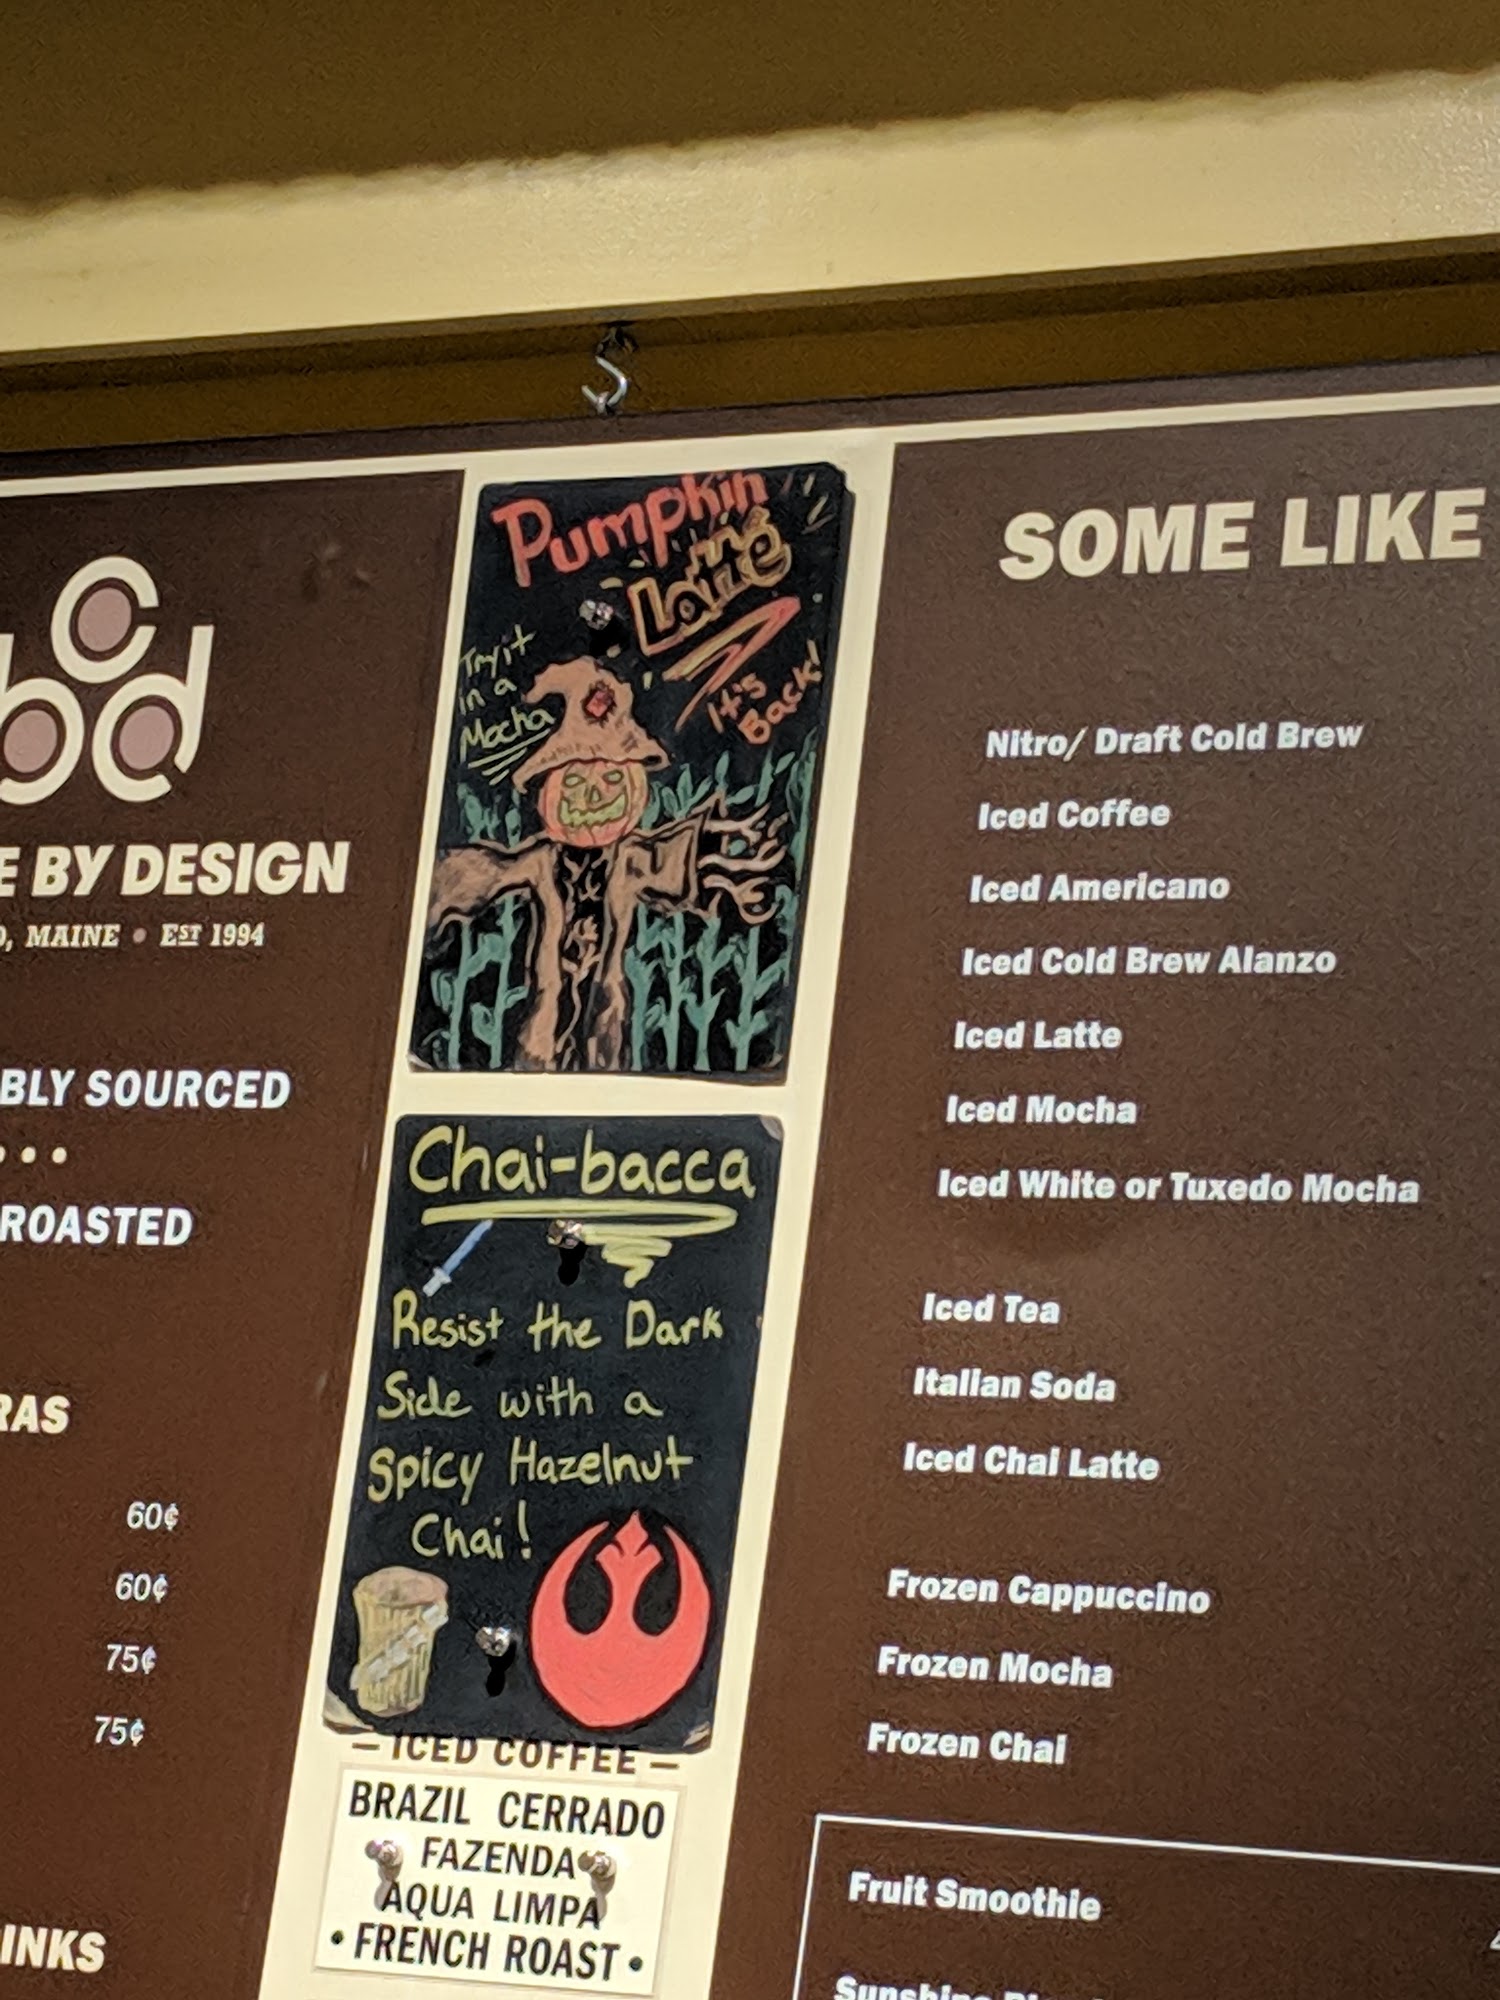 cbd
E BY DESIGN
, MAINE • EST 1994
BLY SOURCED
• • •
ROASTED
RAS
60¢
60¢
75¢
75¢
INKS
Pumpkin
Latte
Try it
in a
Mocha
It's
Back!
Chai-bacca
Resist the Dark
Side with a
Spicy Hazelnut
Chai!
— ICED COFFEE —
BRAZIL CERRADO
FAZENDA
AQUA LIMPA
• FRENCH ROAST •
SOME LIKE
Nitro/ Draft Cold Brew
Iced Coffee
Iced Americano
Iced Cold Brew Alanzo
Iced Latte
Iced Mocha
Iced White or Tuxedo Mocha
Iced Tea
Italian Soda
Iced Chai Latte
Frozen Cappuccino
Frozen Mocha
Frozen Chai
Fruit Smoothie
Sunshine